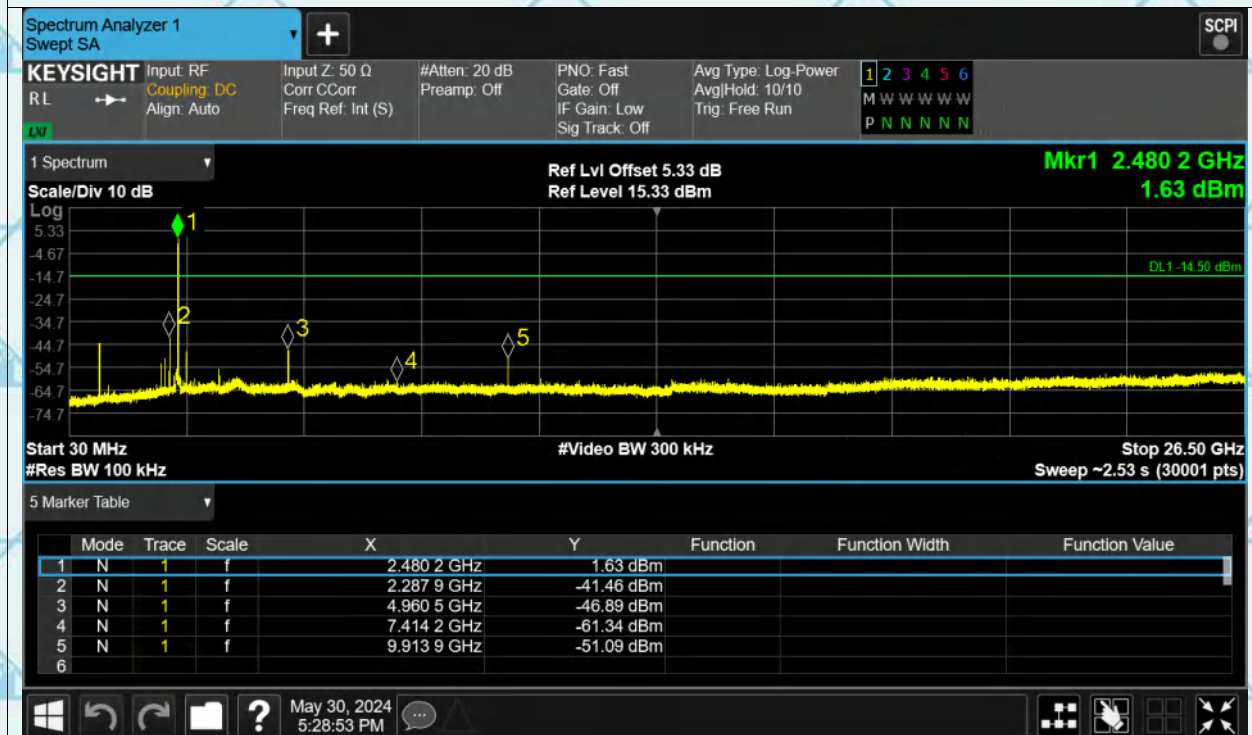 Spectrum Analyzer 1
Swept SA
+
SCPI
KEYSIGHT
RL
LXI
Input: RF
Coupling: DC
Align: Auto
Input Z: 50 Ω
Corr CCorr
Freq Ref: Int (S)
#Atten: 20 dB
Preamp: Off
PNO: Fast
Gate: Off
IF Gain: Low
Sig Track: Off
Avg Type: Log-Power
Avg|Hold: 10/10
Trig: Free Run
1 2 3 4 5 6
M W W W W W
P N N N N N
1 Spectrum
Scale/Div 10 dB
Ref Lvl Offset 5.33 dB
Ref Level 15.33 dBm
Mkr1 2.480 2 GHz
1.63 dBm
Log
5.33
-4.67
-14.7
-24.7
-34.7
-44.7
-54.7
-64.7
-74.7
1
2
3
4
5
DL1 -14.50 dBm
Start 30 MHz
#Video BW 300 kHz
Stop 26.50 GHz
#Res BW 100 kHz
Sweep ~2.53 s (30001 pts)
5 Marker Table
Mode Trace Scale X Y Function Function Width Function Value
1 N 1 f 2.480 2 GHz 1.63 dBm
2 N 1 f 2.287 9 GHz -41.46 dBm
3 N 1 f 4.960 5 GHz -46.89 dBm
4 N 1 f 7.414 2 GHz -61.34 dBm
5 N 1 f 9.913 9 GHz -51.09 dBm
6
?
May 30, 2024
5:28:53 PM